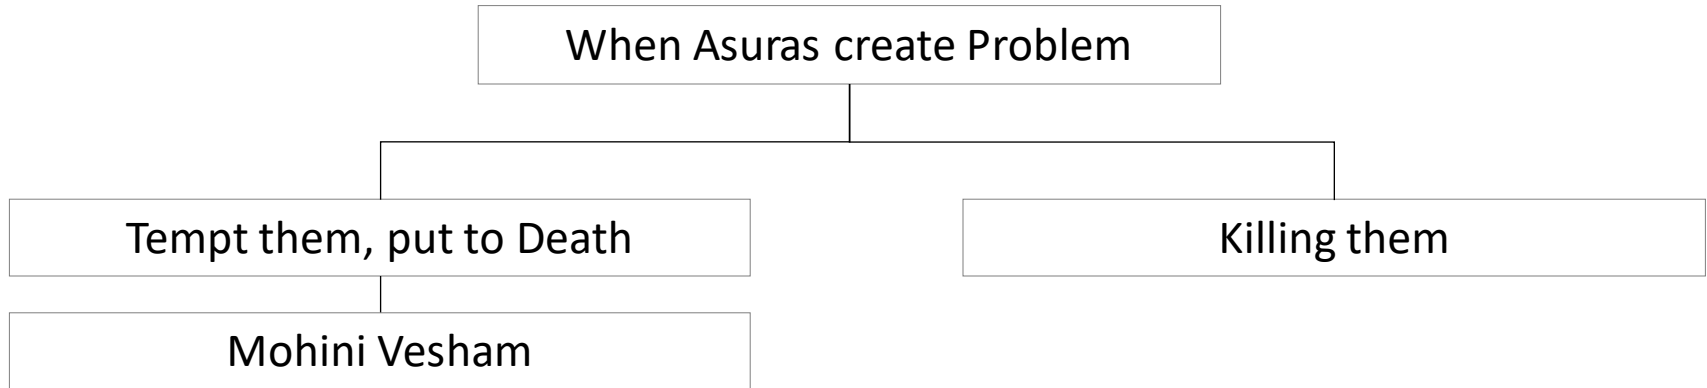 When Asuras create Problem
Tempt them, put to Death
Killing them
Mohini Vesham